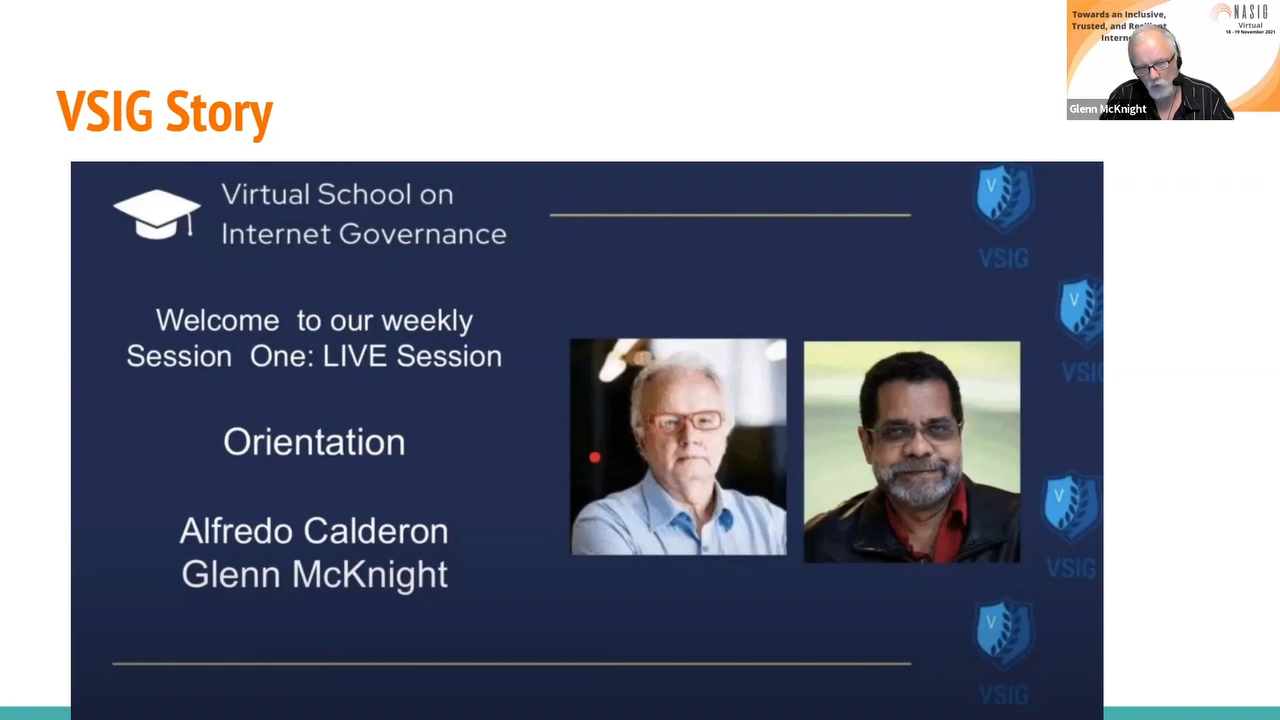 VSIG Story
Virtual School on
Internet Governance
Welcome to our weekly
Session One: LIVE Session
Orientation
Alfredo Calderon
Glenn McKnight
V
VSIG
V
VSIG
V
VSIG
V
VSIG
Towards an Inclusive,
Trusted, and Resilient
NASIG
Virtual
18 - 19 November 2021
Glenn McKnight